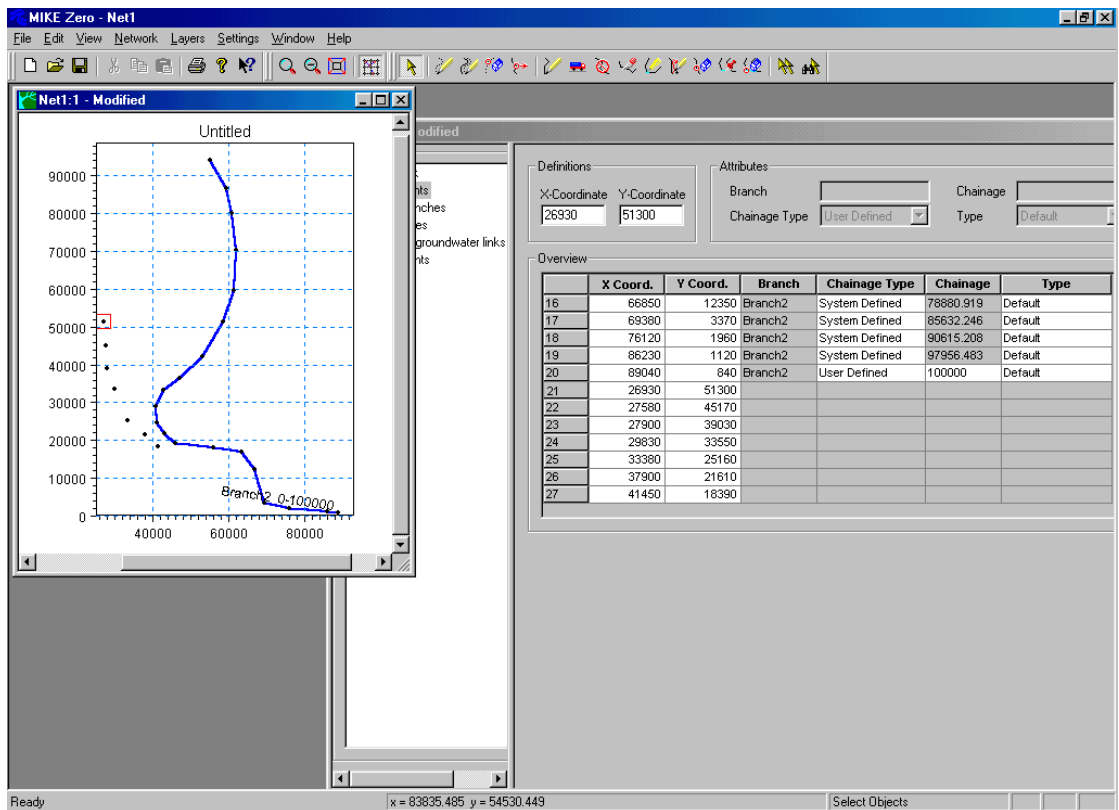 MIKE Zero - Net1
File Edit View Network Layers Settings Window Help
Net1:1 - Modified
Untitled
90000
80000
70000
60000
50000
40000
30000
20000
10000
0
40000 60000 80000
Branch2 0-100000
odified
nts
nches
es
groundwater links
nts
Definitions
X-Coordinate Y-Coordinate
26930 51300
Attributes
Branch Chainage
Chainage Type User Defined Type Default
Overview
X Coord. Y Coord. Branch Chainage Type Chainage Type
16 66850 12350 Branch2 System Defined 78880.919 Default
17 69380 3370 Branch2 System Defined 85632.246 Default
18 76120 1960 Branch2 System Defined 90615.208 Default
19 86230 1120 Branch2 System Defined 97956.483 Default
20 89040 840 Branch2 User Defined 100000 Default
21 26930 51300
22 27580 45170
23 27900 39030
24 29830 33550
25 33380 25160
26 37900 21610
27 41450 18390
Ready x = 83835.485 y = 54530.449 Select Objects